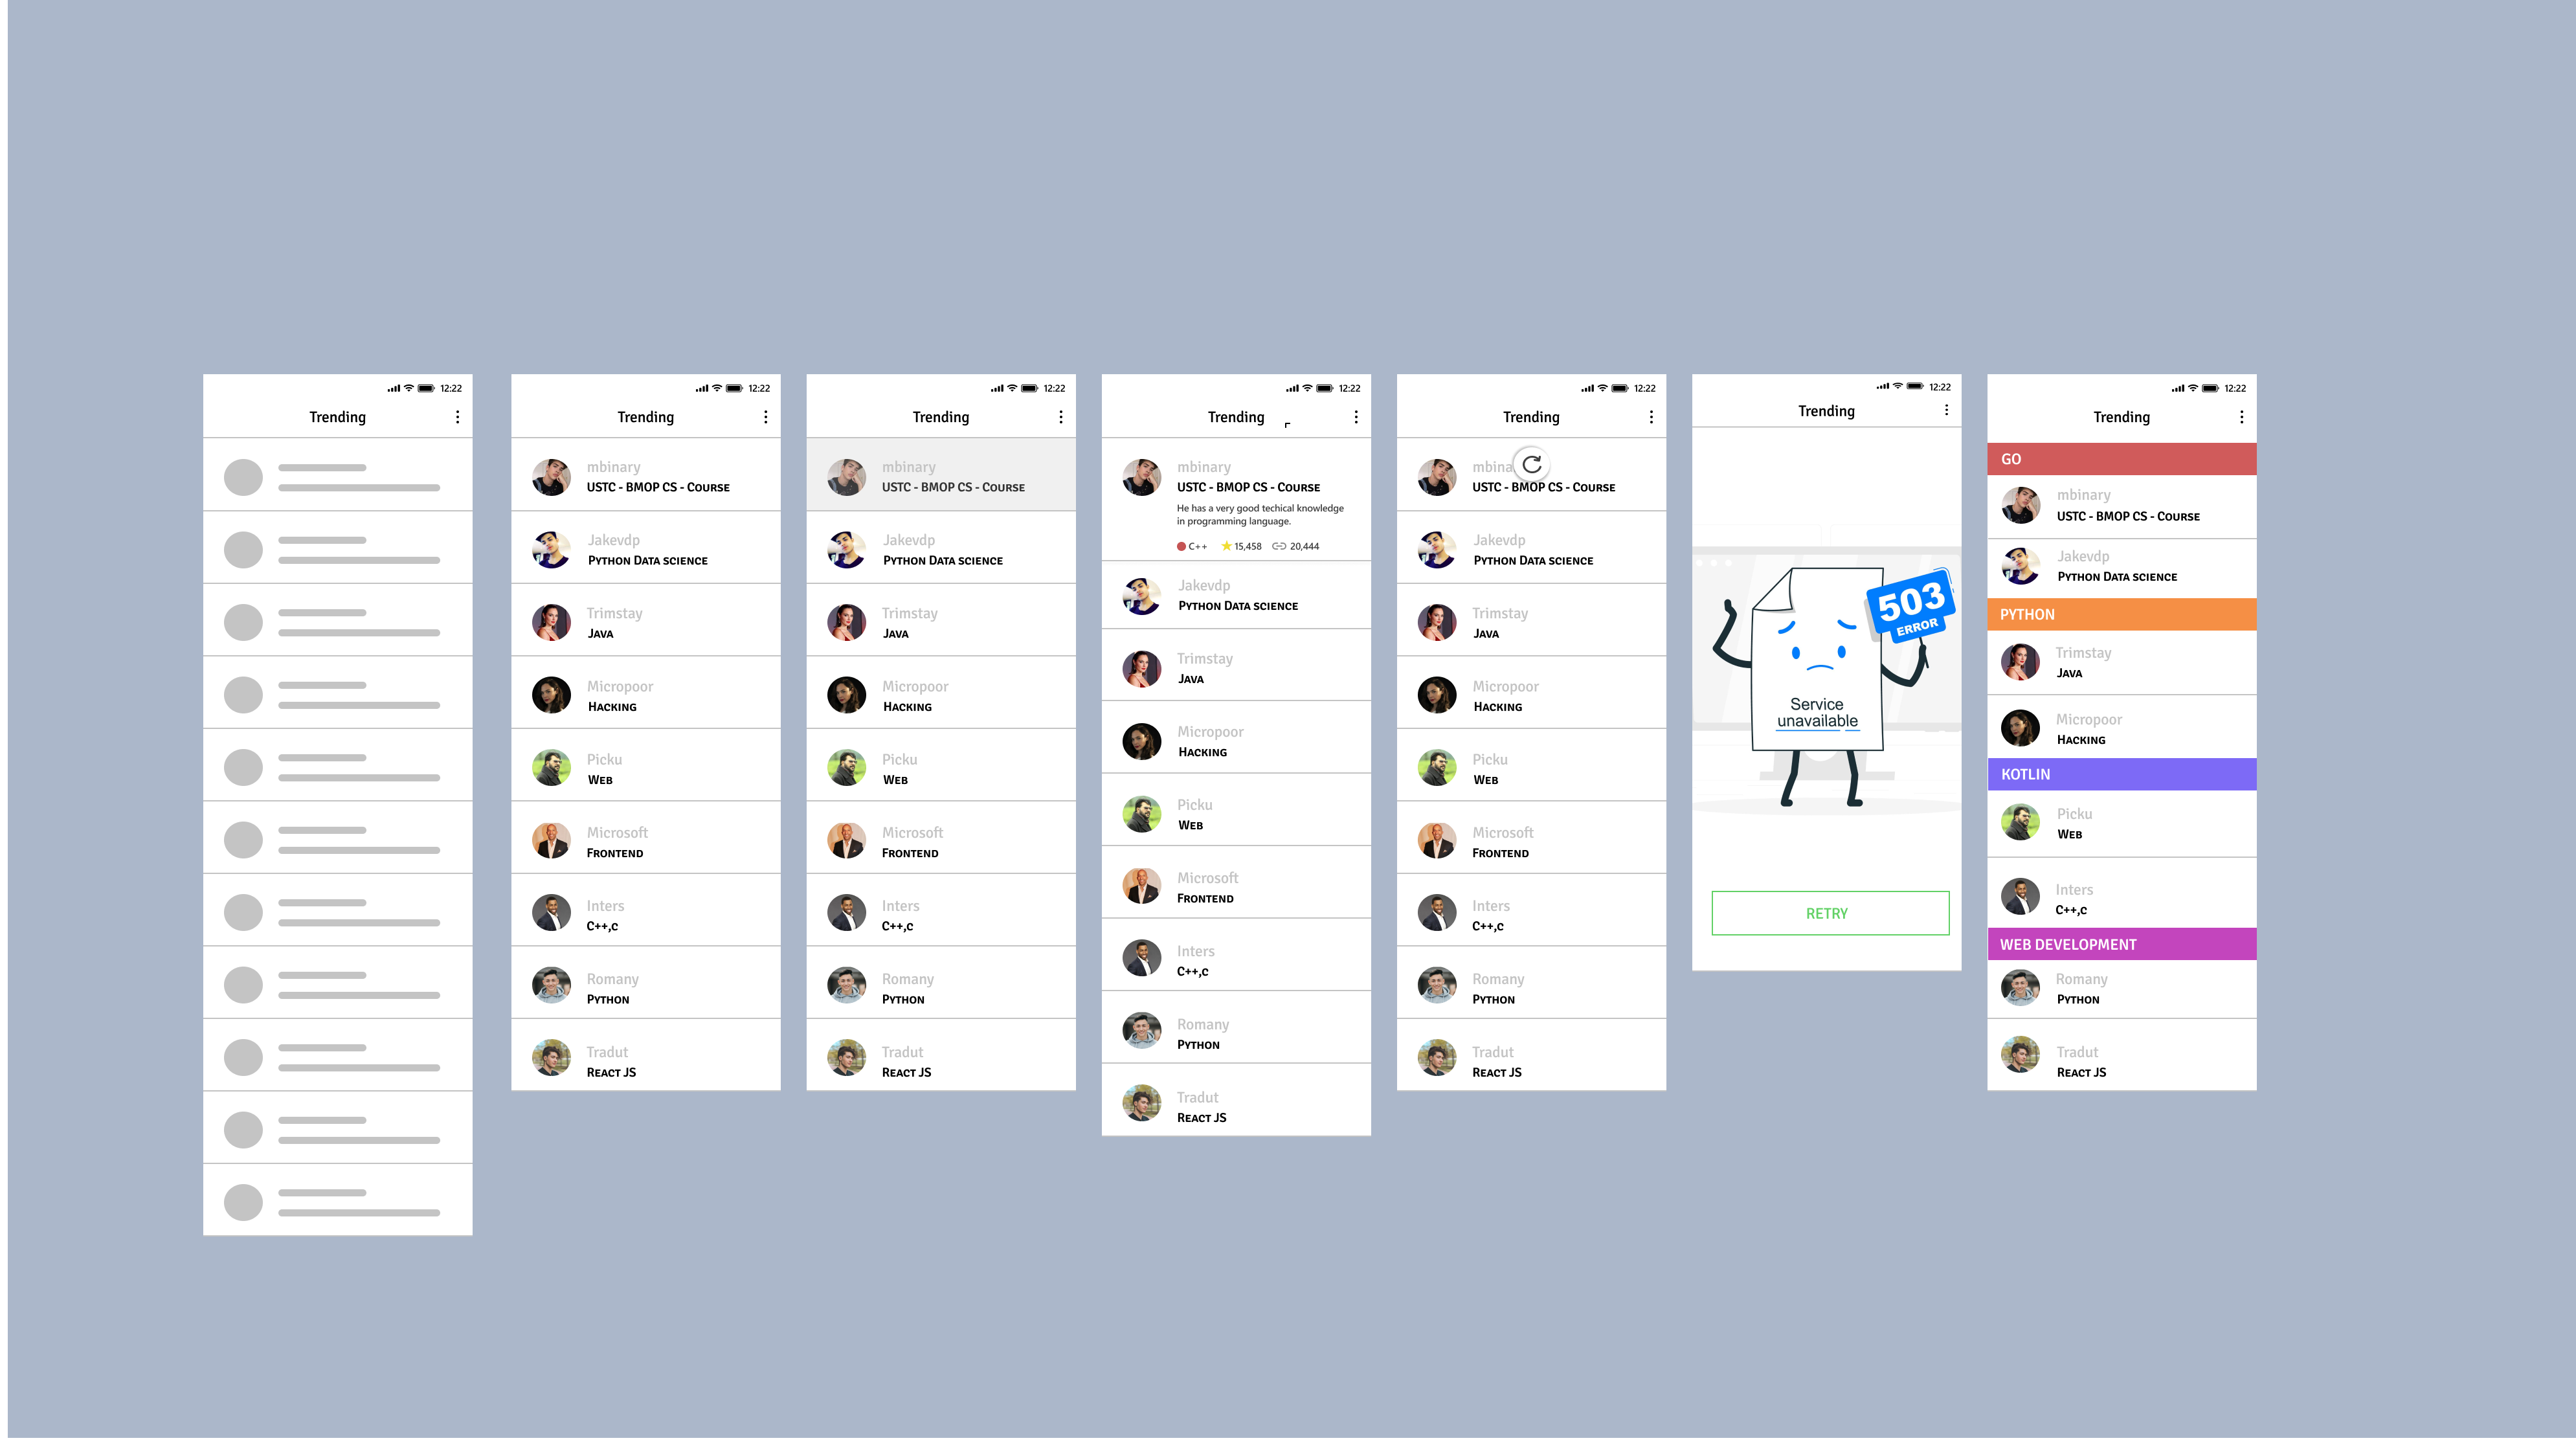 12:22
Trending
12:22
Trending
mbinary
USTC - BMOP CS - Course
Jakevdp
Python Data science
Trimstay
Java
Micropoor
Hacking
Picku
Web
Microsoft
Frontend
Inters
C++,c
Romany
Python
Tradut
React JS
12:22
Trending
mbinary
USTC - BMOP CS - Course
Jakevdp
Python Data science
Trimstay
Java
Micropoor
Hacking
Picku
Web
Microsoft
Frontend
Inters
C++,c
Romany
Python
Tradut
React JS
12:22
Trending
mbinary
USTC - BMOP CS - Course
He has a very good techical knowledge
in programming language.
C++ 15,458 20,444
Jakevdp
Python Data science
Trimstay
Java
Micropoor
Hacking
Picku
Web
Microsoft
Frontend
Inters
C++,c
Romany
Python
Tradut
React JS
12:22
Trending
mbina
USTC - BMOP CS - Course
Jakevdp
Python Data science
Trimstay
Java
Micropoor
Hacking
Picku
Web
Microsoft
Frontend
Inters
C++,c
Romany
Python
Tradut
React JS
12:22
Trending
503
ERROR
Service
unavailable
RETRY
12:22
Trending
GO
mbinary
USTC - BMOP CS - Course
Jakevdp
Python Data science
PYTHON
Trimstay
Java
Micropoor
Hacking
KOTLIN
Picku
Web
Inters
C++,c
WEB DEVELOPMENT
Romany
Python
Tradut
React JS